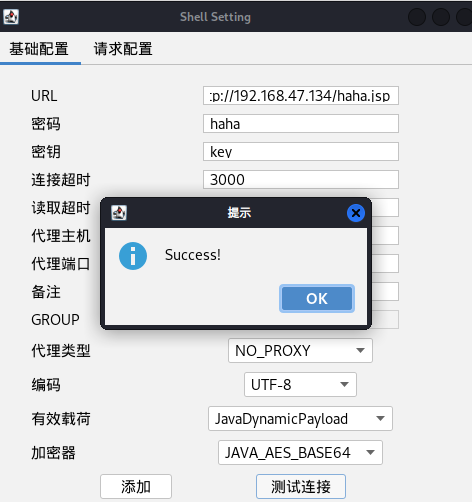 Shell Setting
基础配置 请求配置
URL :p://192.168.47.134/haha.jsp
密码 haha
密钥 key
连接超时 3000
读取超时
提示
代理主机
Success!
代理端口
备注
OK
GROUP
代理类型 NO_PROXY
编码 UTF-8
有效载荷 JavaDynamicPayload
加密器 JAVA_AES_BASE64
添加 测试连接